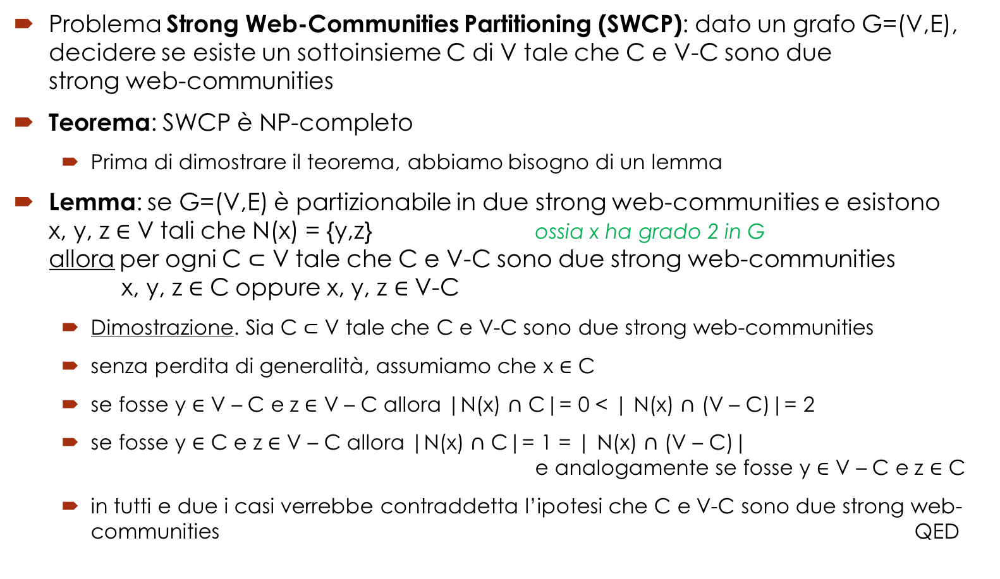 Problema Strong Web-Communities Partitioning (SWCP): dato un grafo G=(V,E),
decidere se esiste un sottoinsieme C di V tale che C e V-C sono due
strong web-communities
Teorema: SWCP è NP-completo
Prima di dimostrare il teorema, abbiamo bisogno di un lemma
Lemma: se G=(V,E) è partizionabile in due strong web-communities e esistono
x, y, z ∈ V tali che N(x) = {y,z} ossia x ha grado 2 in G
allora per ogni C ⊂ V tale che C e V-C sono due strong web-communities
x, y, z ∈ C oppure x, y, z ∈ V-C
Dimostrazione. Sia C ⊂ V tale che C e V-C sono due strong web-communities
senza perdita di generalità, assumiamo che x ∈ C
se fosse y ∈ V – C e z ∈ V – C allora |N(x) ∩ C|= 0 < | N(x) ∩ (V – C)|= 2
se fosse y ∈ C e z ∈ V – C allora |N(x) ∩ C|= 1 = | N(x) ∩ (V – C)|
e analogamente se fosse y ∈ V – C e z ∈ C
in tutti e due i casi verrebbe contraddetta l'ipotesi che C e V-C sono due strong web-
communities QED